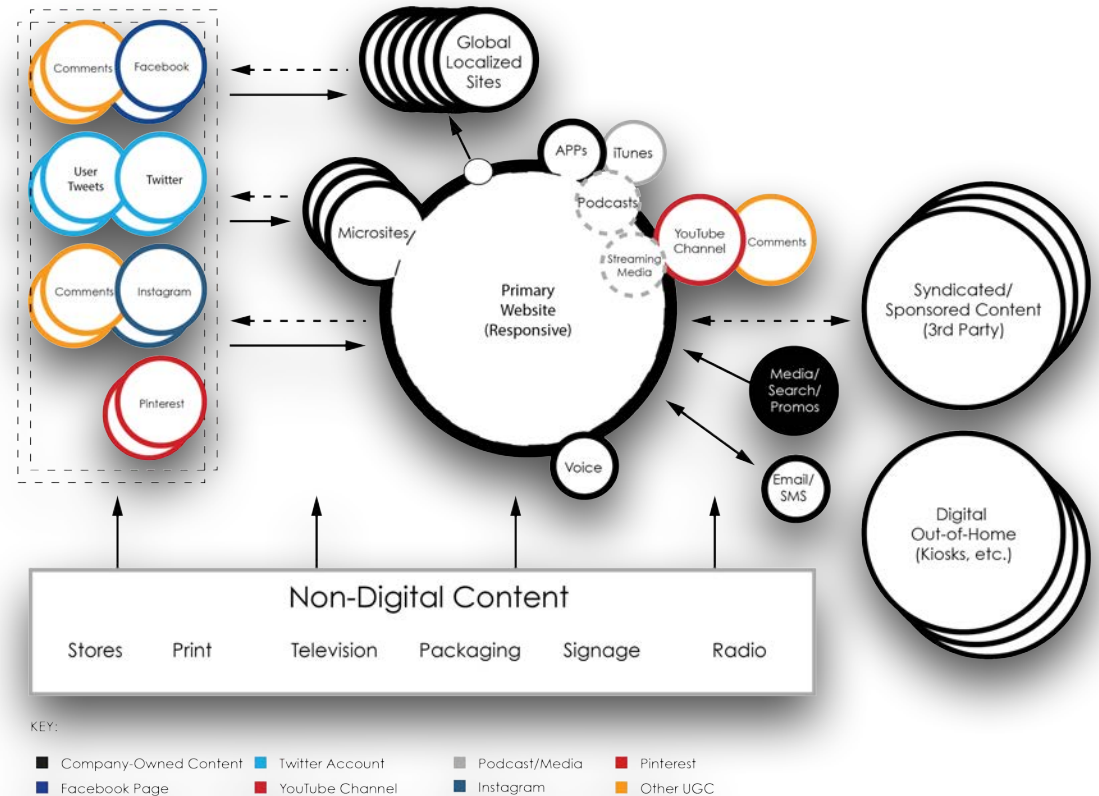 Comments
Facebook
User
Tweets
Twitter
Comments
Instagram
Pinterest
Global
Localized
Sites
Microsites
APPs
iTunes
Podcasts
Streaming
Media
YouTube
Channel
Comments
Primary
Website
(Responsive)
Voice
Media/
Search/
Promos
Email/
SMS
Syndicated/
Sponsored Content
(3rd Party)
Digital
Out-of-Home
(Kiosks, etc.)
Non-Digital Content
Stores Print Television Packaging Signage Radio
KEY:
Company-Owned Content Twitter Account Podcast/Media Pinterest
Facebook Page YouTube Channel Instagram Other UGC